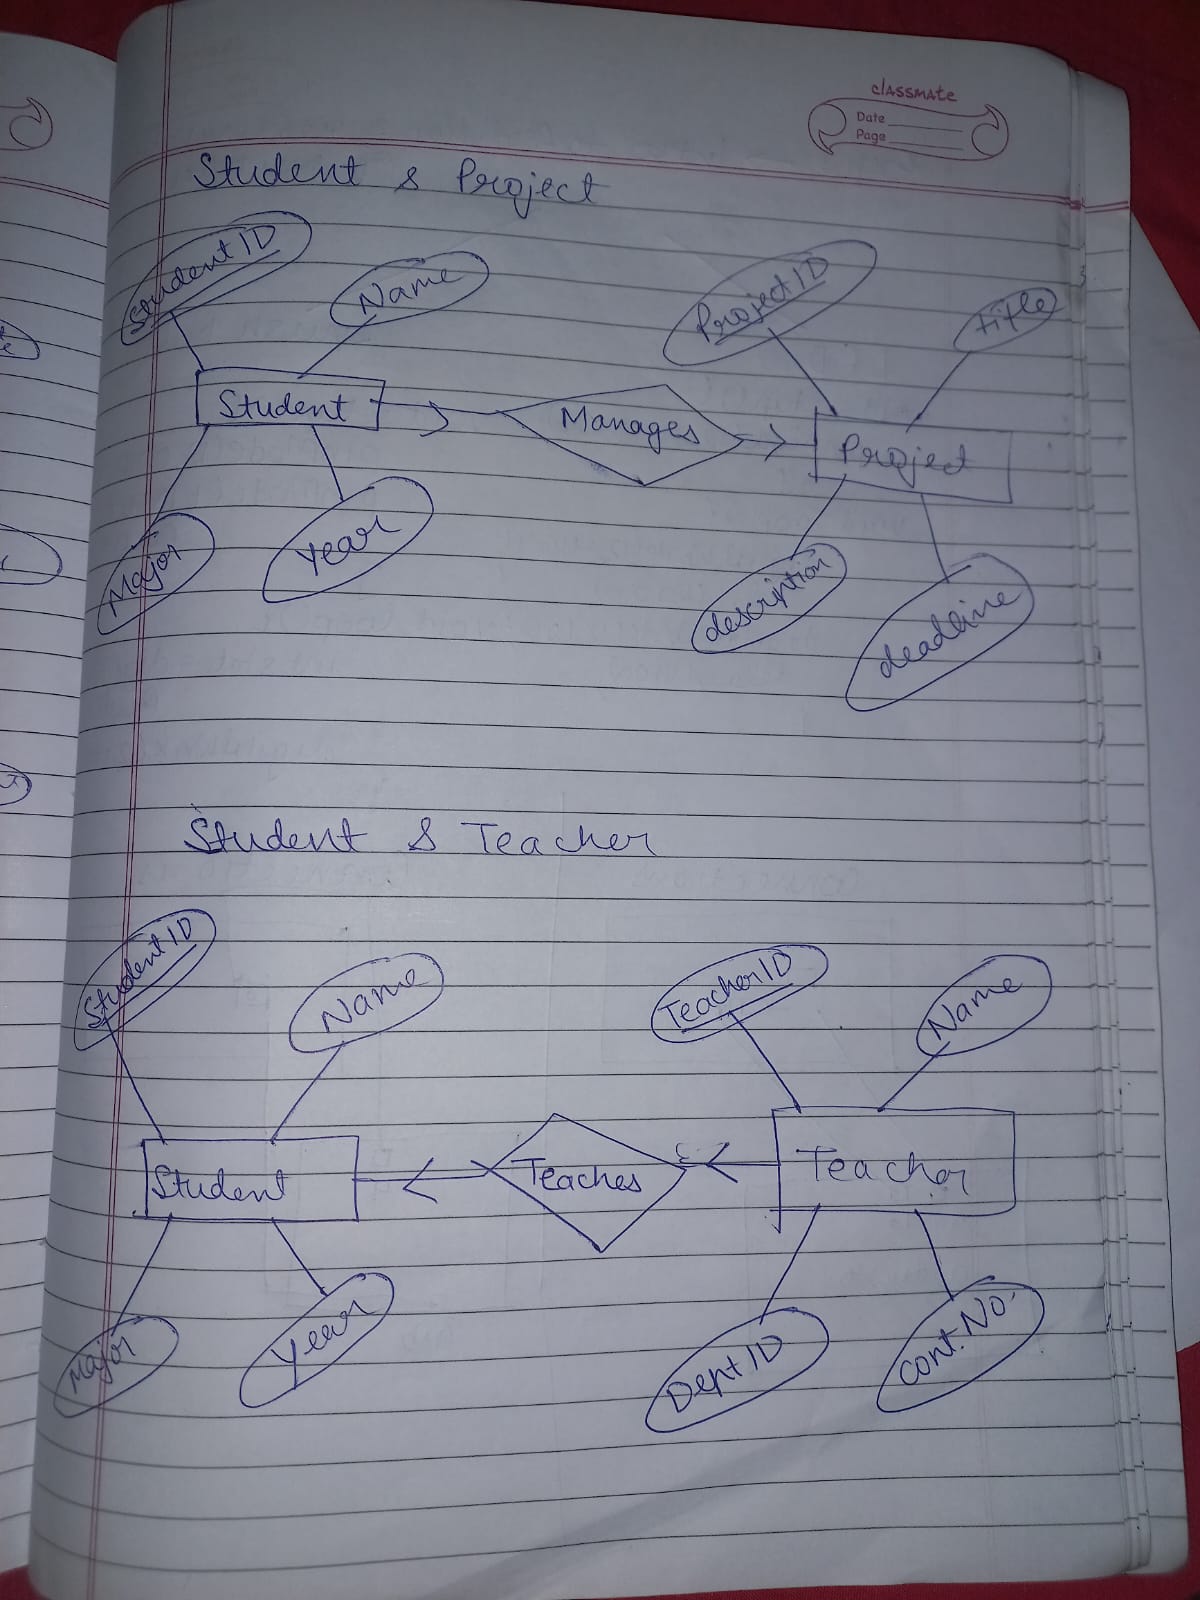 classmate
Date
Page
Student & Project
Student ID
Name
Project ID
title
Student
Manages
Project
Major
Year
description
deadline
Student & Teacher
Student ID
Name
Teacher ID
Name
Student
Teaches
Teacher
Major
Year
Dept ID
Cont. No.